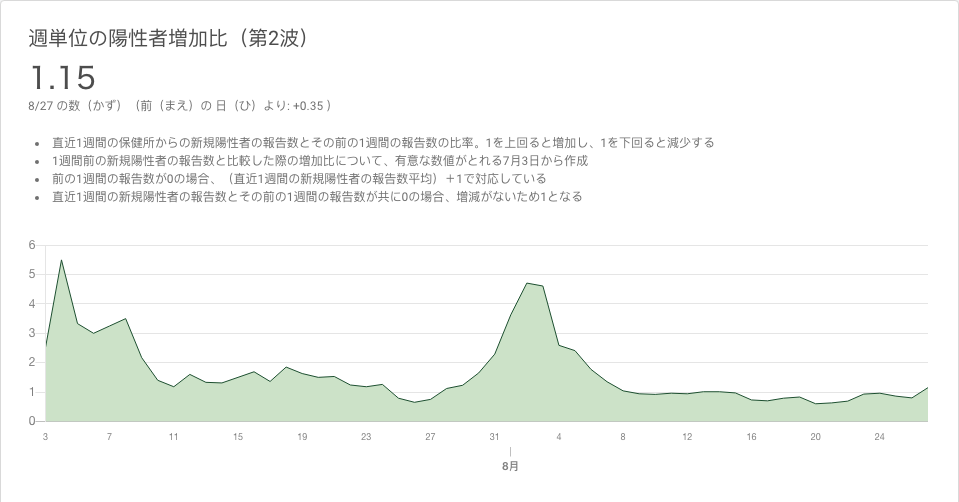 週単位の陽性者増加比（第2波）
1.15
8/27 の数（かず）（前（まえ）の 日（ひ）より: +0.35 ）
• 直近1週間の保健所からの新規陽性者の報告数とその前の1週間の報告数の比率。1を上回ると増加し、1を下回ると減少する
• 1週間前の新規陽性者の報告数と比較した際の増加比について、有意な数値がとれる7月3日から作成
• 前の1週間の報告数が0の場合、（直近1週間の新規陽性者の報告数平均）＋1で対応している
• 直近1週間の新規陽性者の報告数とその前の1週間の報告数が共に0の場合、増減がないため1となる
6
5
4
3
2
1
0
3 7 11 15 19 23 27 31 4 8 12 16 20 24
8月